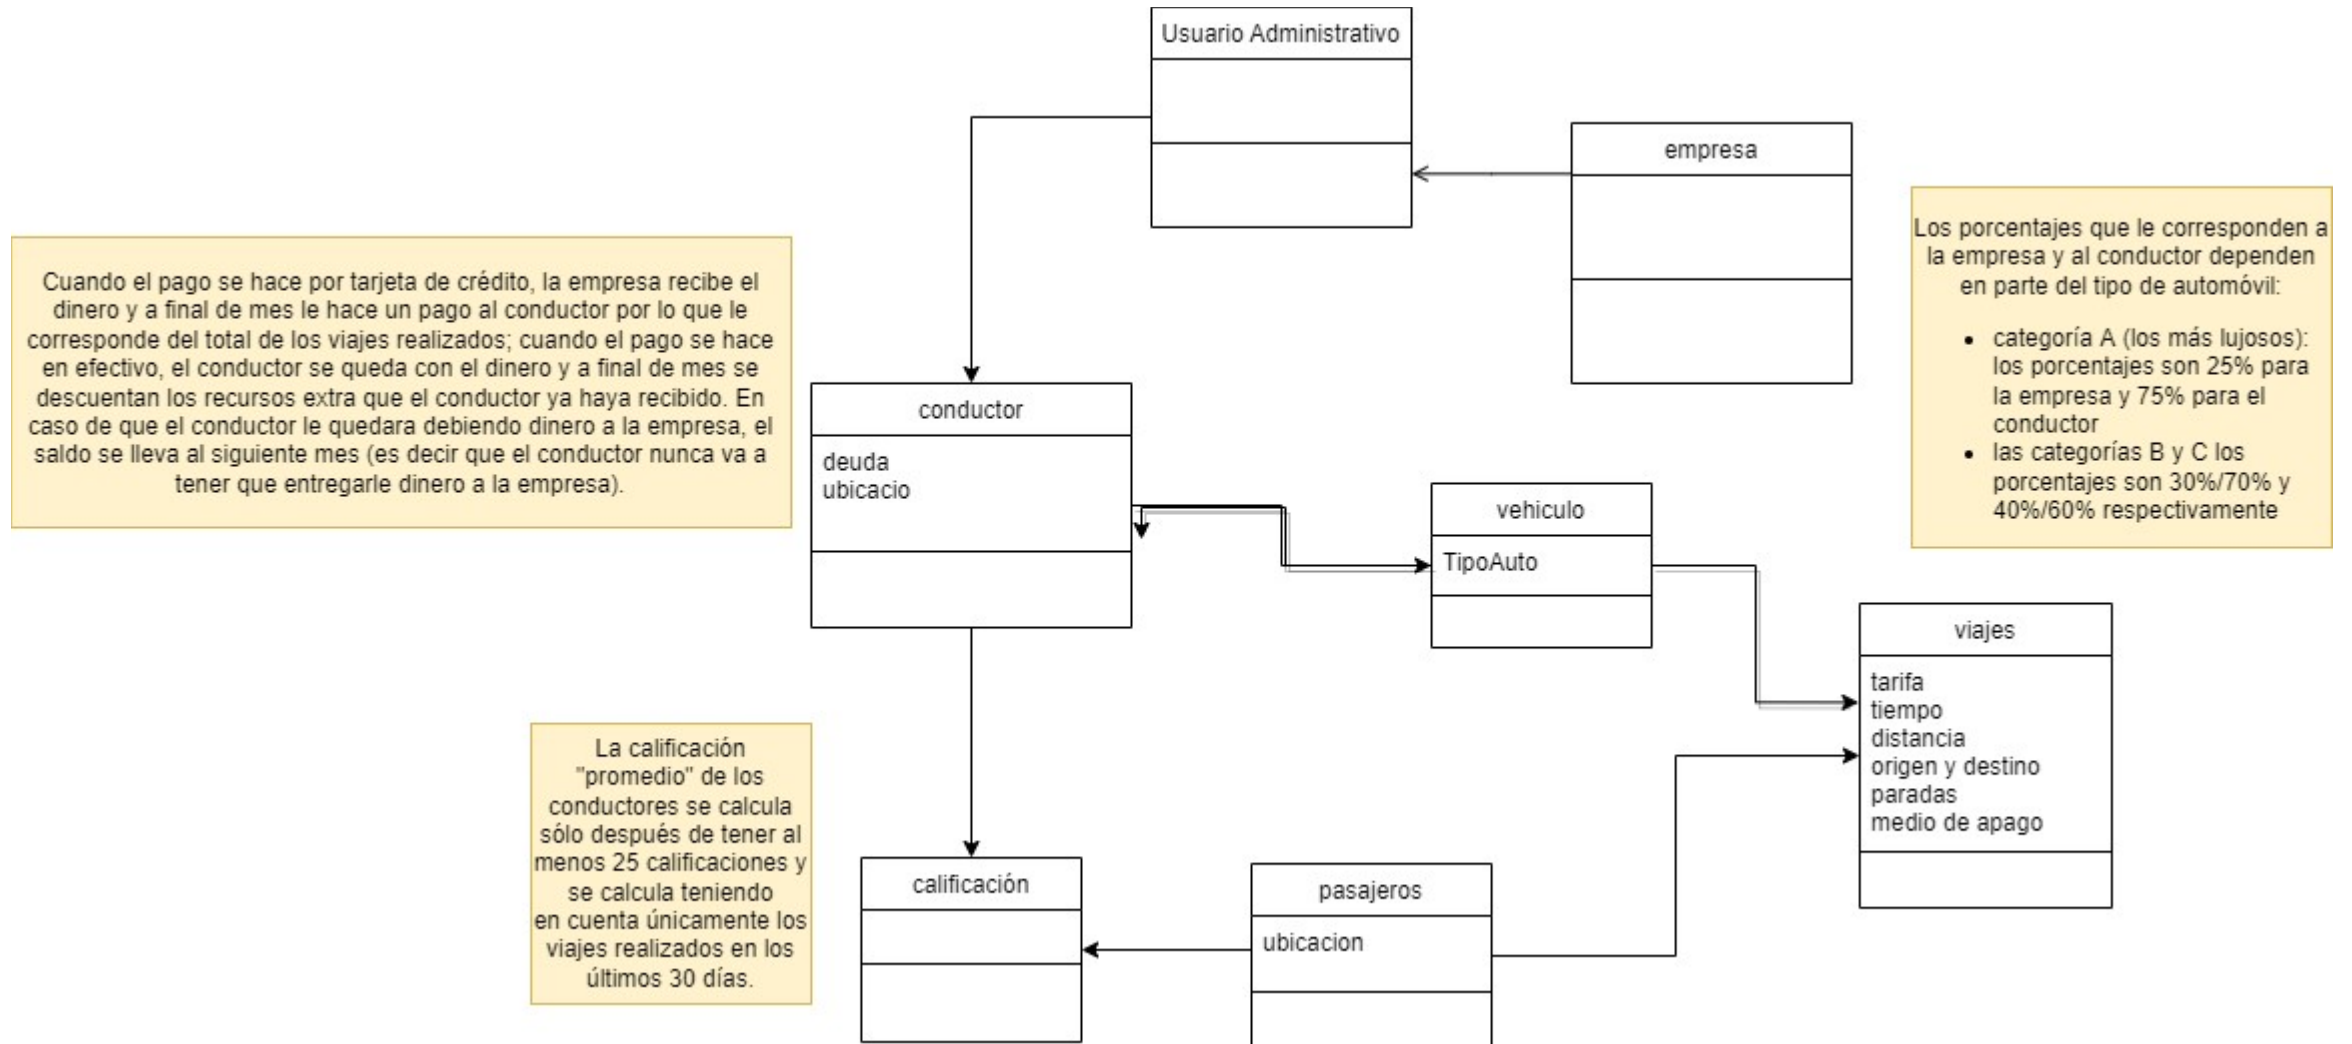 Usuario Administrativo
empresa
Los porcentajes que le corresponden a
la empresa y al conductor dependen
en parte del tipo de automóvil:
• categoría A (los más lujosos):
los porcentajes son 25% para
la empresa y 75% para el
conductor
• las categorías B y C los
porcentajes son 30%/70% y
40%/60% respectivamente
Cuando el pago se hace por tarjeta de crédito, la empresa recibe el
dinero y a final de mes le hace un pago al conductor por lo que le
corresponde del total de los viajes realizados; cuando el pago se hace
en efectivo, el conductor se queda con el dinero y a final de mes se
descuentan los recursos extra que el conductor ya haya recibido. En
caso de que el conductor le quedara debiendo dinero a la empresa, el
saldo se lleva al siguiente mes (es decir que el conductor nunca va a
tener que entregarle dinero a la empresa).
conductor
deuda
ubicacio
vehiculo
TipoAuto
viajes
tarifa
tiempo
distancia
origen y destino
paradas
medio de apago
La calificación
"promedio" de los
conductores se calcula
sólo después de tener al
menos 25 calificaciones y
se calcula teniendo
en cuenta únicamente los
viajes realizados en los
últimos 30 días.
calificación
pasajeros
ubicacion